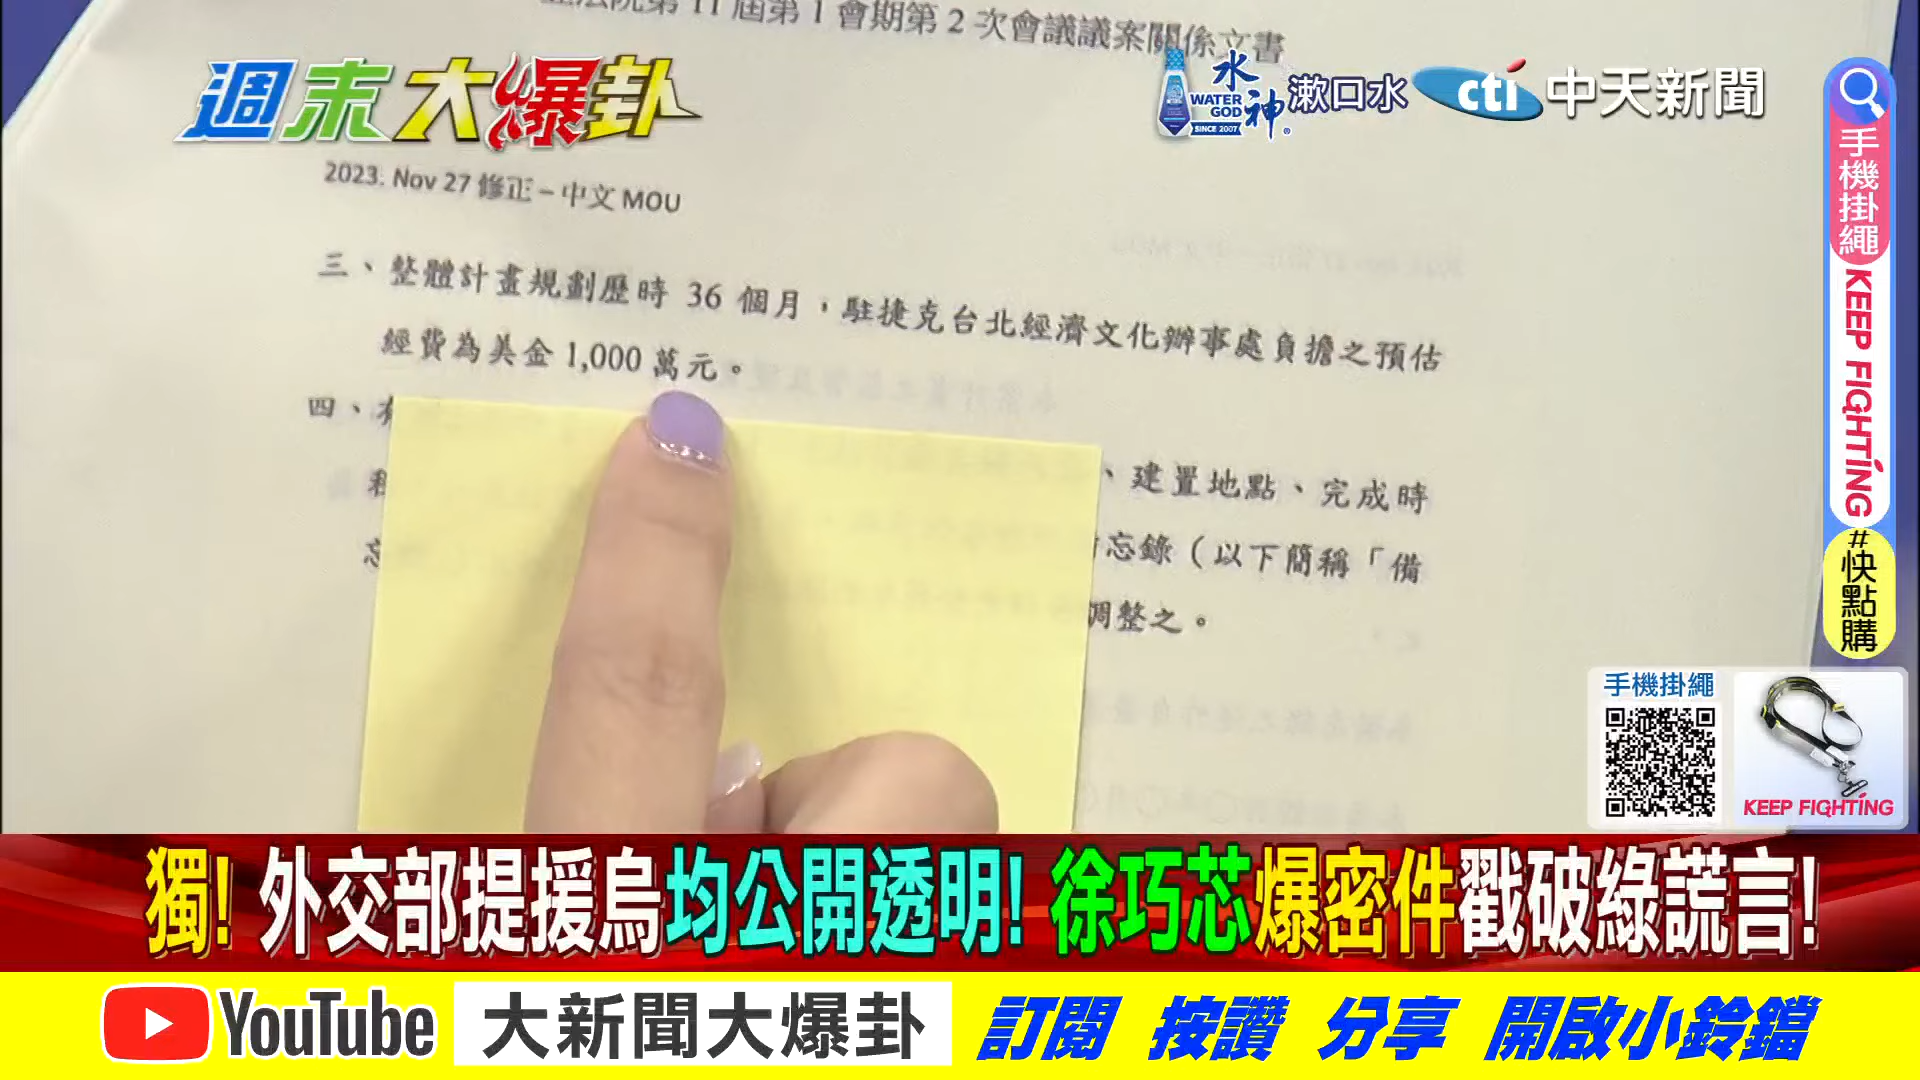 立法院第 11 屆第 1 會期第 2 次會議議案關係文書
週末大爆卦
水神
WATER GOD
SINCE 2007
漱口水
cti 中天新聞
2023. Nov 27 修正 – 中文 MOU
三、整體計畫規劃歷時 36 個月，駐捷克台北經濟文化辦事處負擔之預估
經費為美金 1,000 萬元。
四、有
、建置地點、完成時
忘錄（以下簡稱「備
忘
調整之。
手機掛繩
KEEP FIGHTING
#快點購
手機掛繩
KEEP FIGHTING
獨! 外交部提援烏均公開透明! 徐巧芯爆密件戳破綠謊言!
YouTube 大新聞大爆卦 訂閱 按讚 分享 開啟小鈴鐺